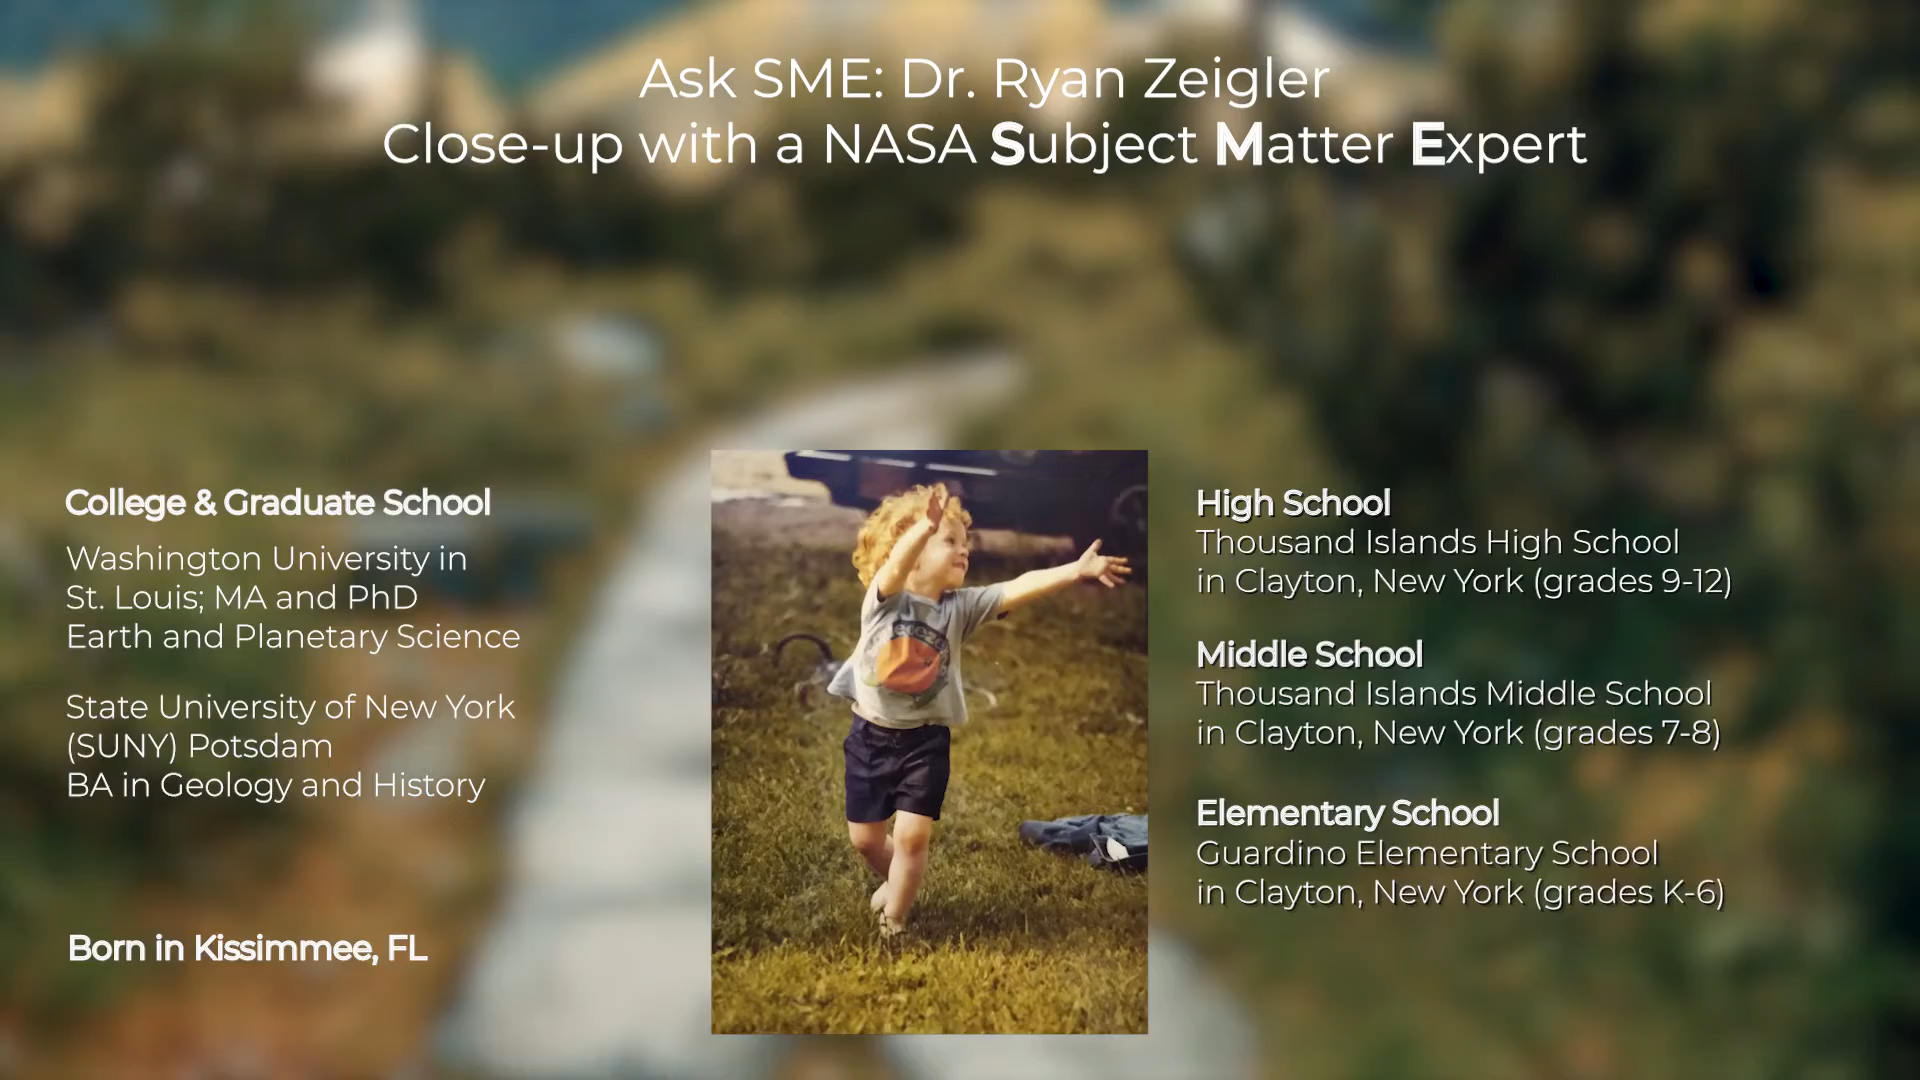 Ask SME: Dr. Ryan Zeigler
Close-up with a NASA Subject Matter Expert
College & Graduate School
Washington University in
St. Louis; MA and PhD
Earth and Planetary Science
State University of New York
(SUNY) Potsdam
BA in Geology and History
Born in Kissimmee, FL
High School
Thousand Islands High School
in Clayton, New York (grades 9-12)
Middle School
Thousand Islands Middle School
in Clayton, New York (grades 7-8)
Elementary School
Guardino Elementary School
in Clayton, New York (grades K-6)